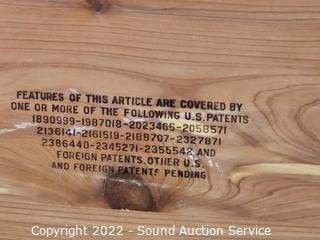 FEATURES OF THIS ARTICLE ARE COVERED BY
ONE OR MORE OF THE FOLLOWING U.S. PATENTS
1890999-1987018-2023465-2058571
2136141-2161519-2188707-2327871
2386440-2345271-2355542 AND
FOREIGN PATENTS. OTHER U.S.
AND FOREIGN PATENTS PENDING
Copyright 2022 - Sound Auction Service